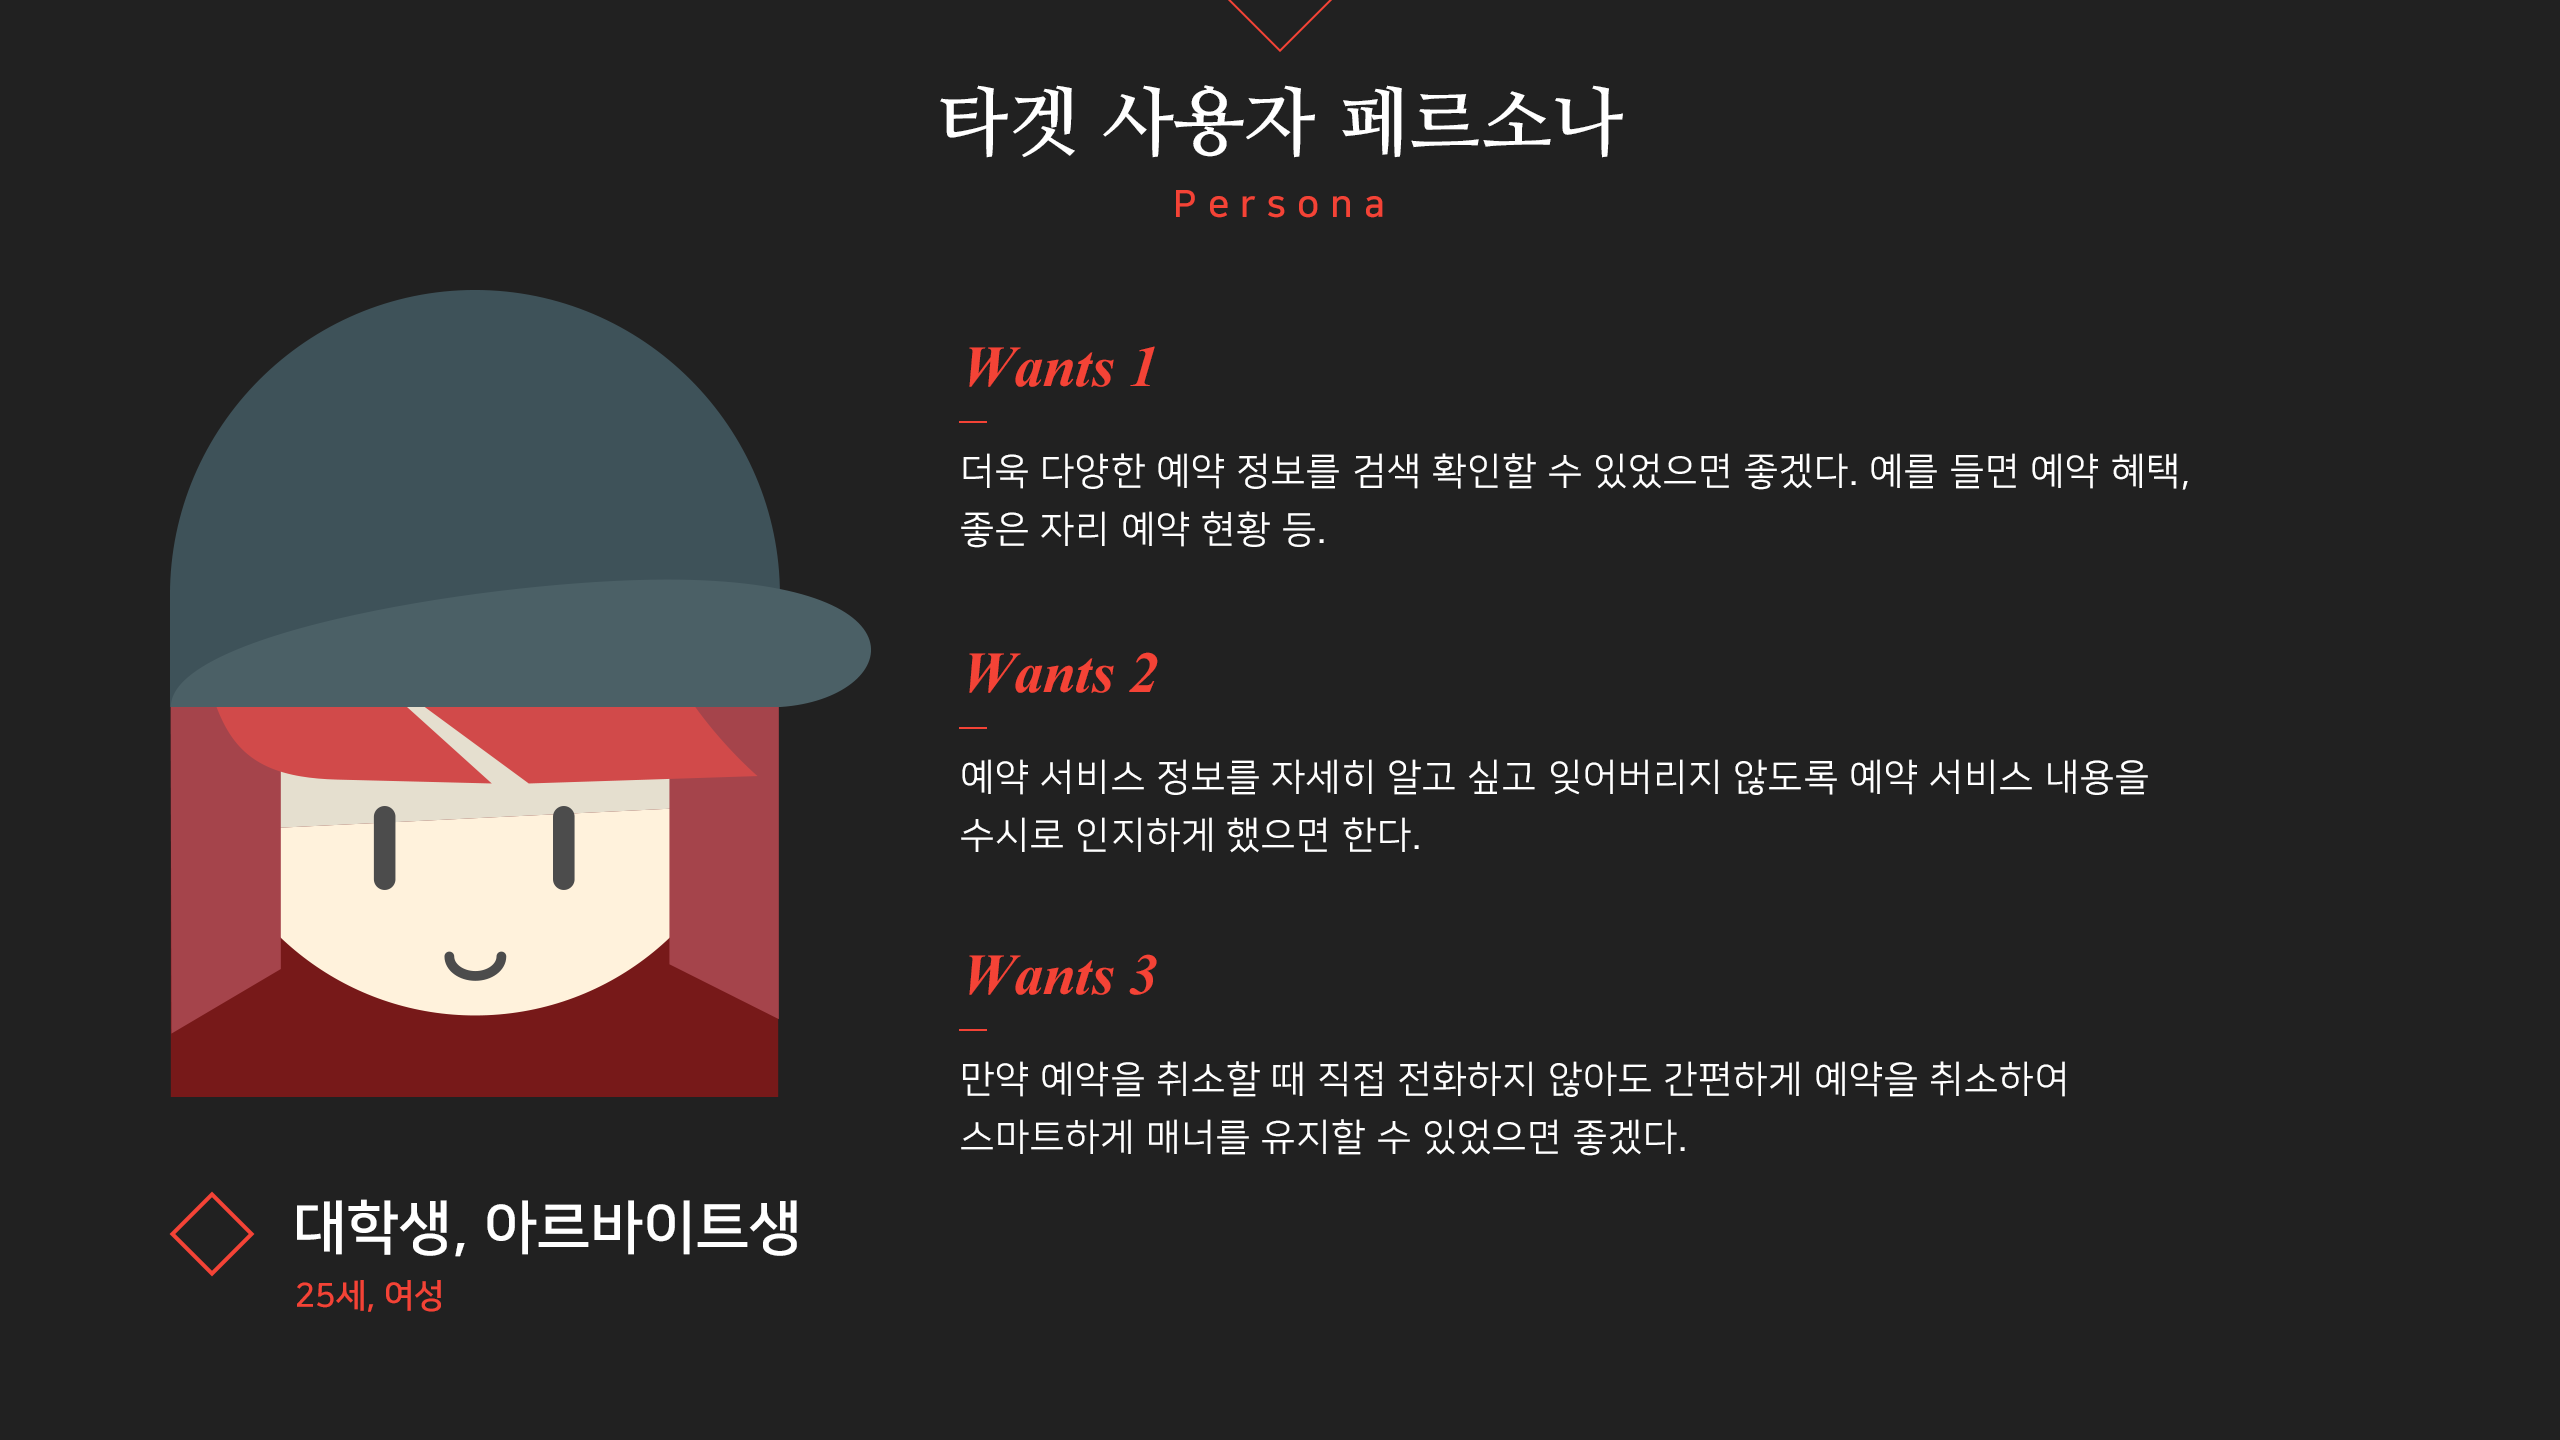 타겟 사용자 페르소나
Persona
Wants 1
더욱 다양한 예약 정보를 검색 확인할 수 있었으면 좋겠다. 예를 들면 예약 혜택,
좋은 자리 예약 현황 등.
Wants 2
예약 서비스 정보를 자세히 알고 싶고 잊어버리지 않도록 예약 서비스 내용을
수시로 인지하게 했으면 한다.
Wants 3
만약 예약을 취소할 때 직접 전화하지 않아도 간편하게 예약을 취소하여
스마트하게 매너를 유지할 수 있었으면 좋겠다.
대학생, 아르바이트생
25세, 여성